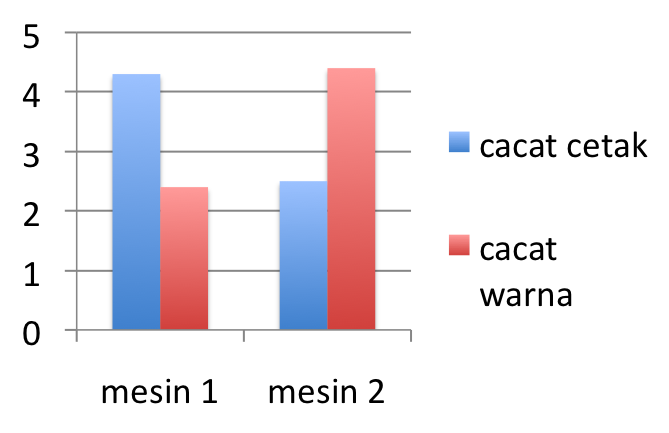 5
4
3
2
1
0
mesin 1
mesin 2
cacat cetak
cacat
warna